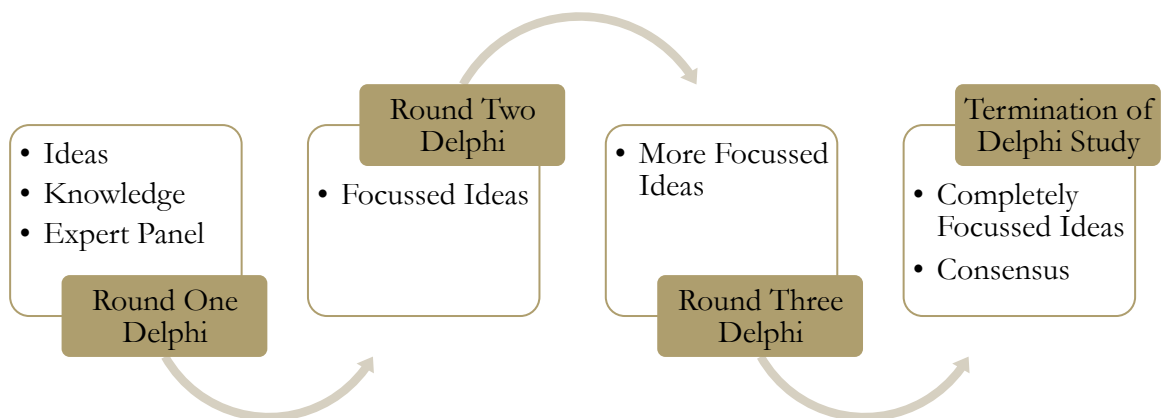 • Ideas
• Knowledge
• Expert Panel
Round One
Delphi
Round Two
Delphi
• Focussed Ideas
• More Focussed
Ideas
Round Three
Delphi
Termination of
Delphi Study
• Completely
Focussed Ideas
• Consensus